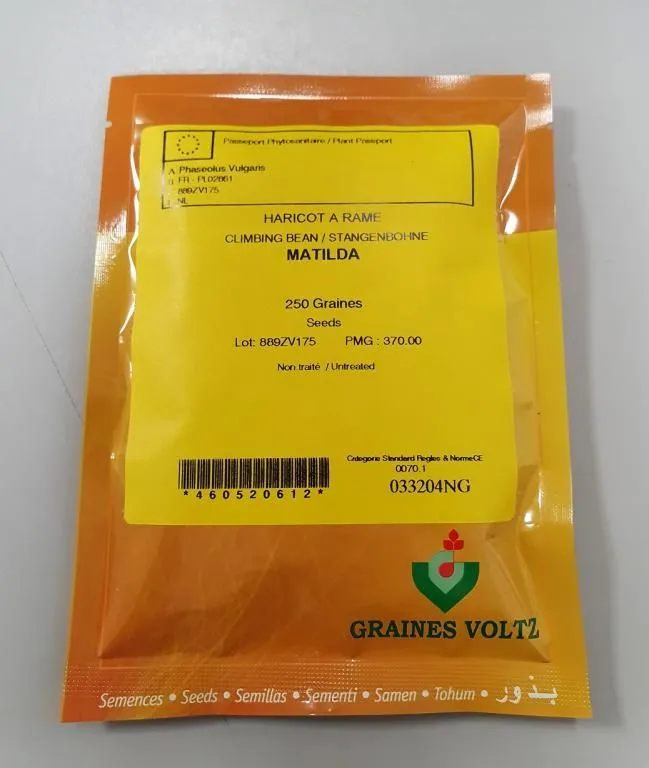 Passeport Phytosanitaire / Plant Passport
A. Phaseolus Vulgaris
B. FR - PL02861
889ZV175
NL
HARICOT A RAME
CLIMBING BEAN / STANGENBOHNE
MATILDA
250 Graines
Seeds
Lot: 889ZV175 PMG : 370.00
Non traité / Untreated
Categorie Standard Regles & NormeCE
0070.1
*460520612*
033204NG
GRAINES VOLTZ
Semences • Seeds • Semillas • Sementi • Samen • Tohum • بذور